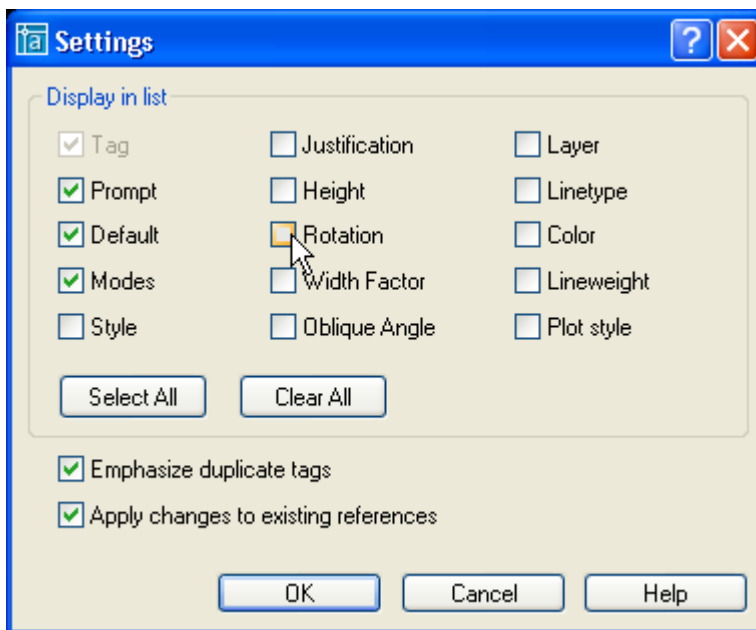 a Settings ?
Display in list
Tag Justification Layer
Prompt Height Linetype
Default Rotation Color
Modes Width Factor Lineweight
Style Oblique Angle Plot style
Select All Clear All
Emphasize duplicate tags
Apply changes to existing references
OK Cancel Help